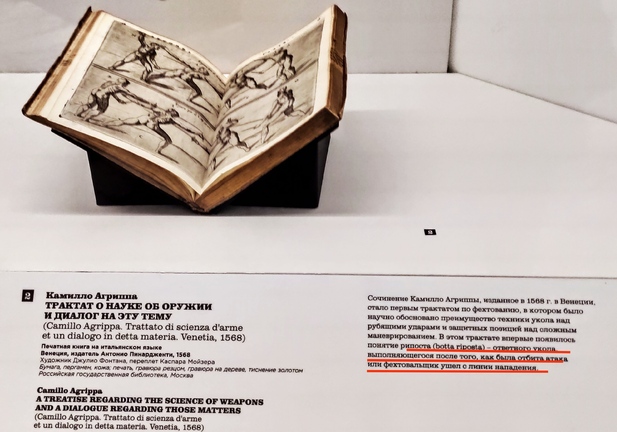 2
2 Камилло Агриппа
ТРАКТАТ О НАУКЕ ОБ ОРУЖИИ
И ДИАЛОГ НА ЭТУ ТЕМУ
(Camillo Agrippa. Trattato di scienza d'arme
et un dialogo in detta materia. Venetia, 1568)
Печатная книга на итальянском языке
Венеция, издатель Антонио Пинардженти, 1568
Художник Джулио Фонтана, переплет Каспара Мойзера
Бумага, пергамен, кожа; печать, гравюра резцом, гравюра на дереве, тиснение золотом
Российская государственная библиотека, Москва
Camillo Agrippa
A TREATISE REGARDING THE SCIENCE OF WEAPONS
AND A DIALOGUE REGARDING THOSE MATTERS
(Camillo Agrippa. Trattato di scienza d'arme
et un dialogo in detta materia. Venetia, 1568)
Сочинение Камилло Агриппы, изданное в 1568 г. в Венеции,
стало первым трактатом по фехтованию, в котором было
научно обосновано преимущество техники укола над
рубящими ударами и защитных позиций над сложным
маневрированием. В этом трактате впервые появилось
понятие рипоста (botta riposta) – ответного укола,
выполняющегося после того, как была отбита атака
или фехтовальщик ушел с линии нападения.